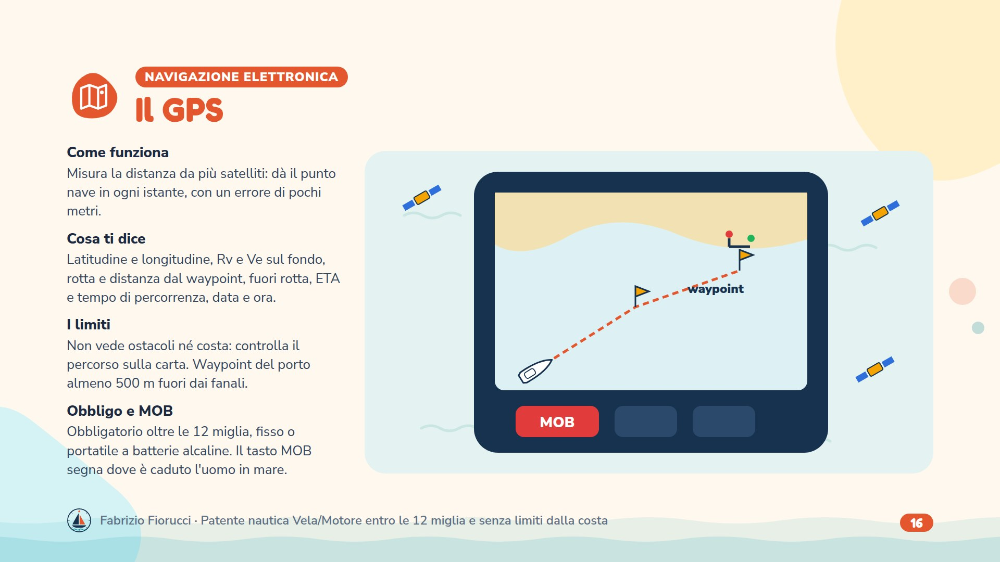 NAVIGAZIONE ELETTRONICA
Il GPS
Come funziona
Misura la distanza da più satelliti: dà il punto
nave in ogni istante, con un errore di pochi
metri.
Cosa ti dice
Latitudine e longitudine, Rv e Ve sul fondo,
rotta e distanza dal waypoint, fuori rotta, ETA
e tempo di percorrenza, data e ora.
I limiti
Non vede ostacoli né costa: controlla il
percorso sulla carta. Waypoint del porto
almeno 500 m fuori dai fanali.
Obbligo e MOB
Obbligatorio oltre le 12 miglia, fisso o
portatile a batterie alcaline. Il tasto MOB
segna dove è caduto l'uomo in mare.
waypoint
MOB
Fabrizio Fiorucci · Patente nautica Vela/Motore entro le 12 miglia e senza limiti dalla costa
16